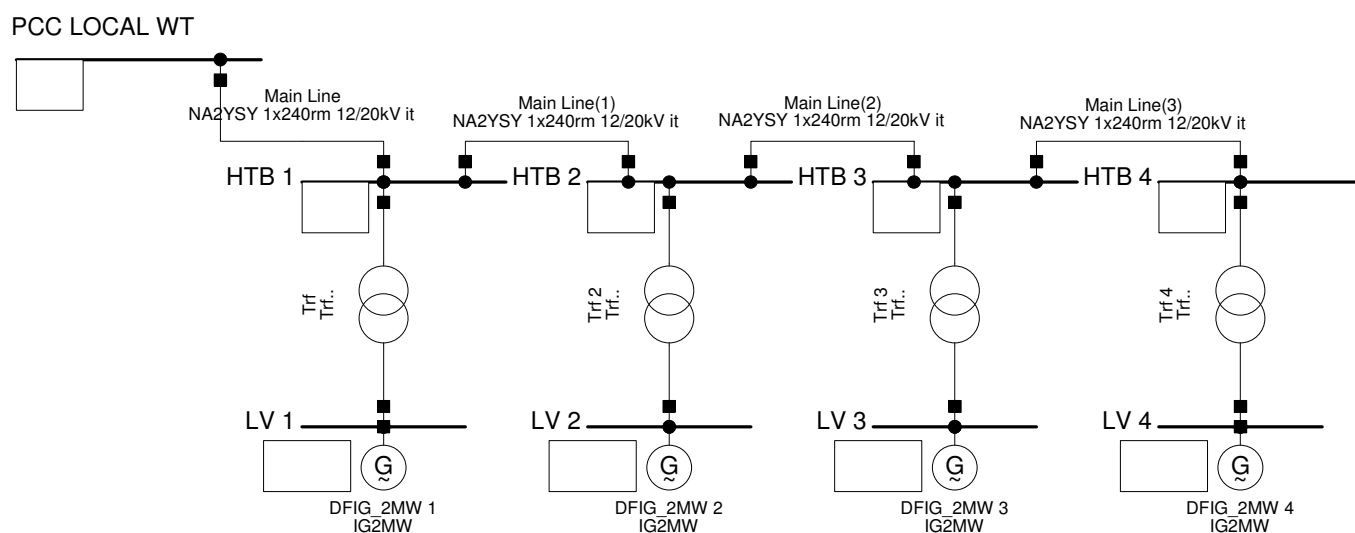 PCC LOCAL WT
Main Line
NA2YSY 1x240rm 12/20kV it
Main Line(1)
NA2YSY 1x240rm 12/20kV it
Main Line(2)
NA2YSY 1x240rm 12/20kV it
Main Line(3)
NA2YSY 1x240rm 12/20kV it
HTB 1
HTB 2
HTB 3
HTB 4
Trf
Trf..
Trf 2
Trf..
Trf 3
Trf..
Trf 4
Trf..
LV 1
LV 2
LV 3
LV 4
G
~
G
~
G
~
G
~
DFIG_2MW 1
IG2MW
DFIG_2MW 2
IG2MW
DFIG_2MW 3
IG2MW
DFIG_2MW 4
IG2MW